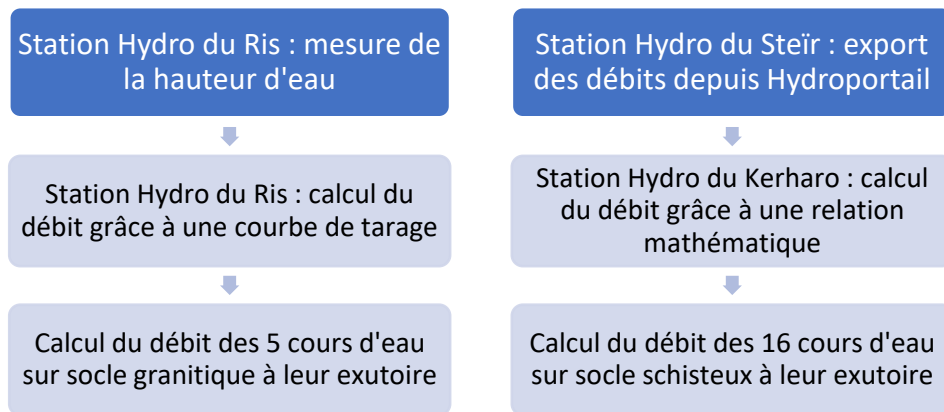 Station Hydro du Ris : mesure de
la hauteur d'eau
Station Hydro du Ris : calcul du
débit grâce à une courbe de tarage
Calcul du débit des 5 cours d'eau
sur socle granitique à leur exutoire
Station Hydro du Steïr : export
des débits depuis Hydroportail
Station Hydro du Kerharo : calcul
du débit grâce à une relation
mathématique
Calcul du débit des 16 cours d'eau
sur socle schisteux à leur exutoire